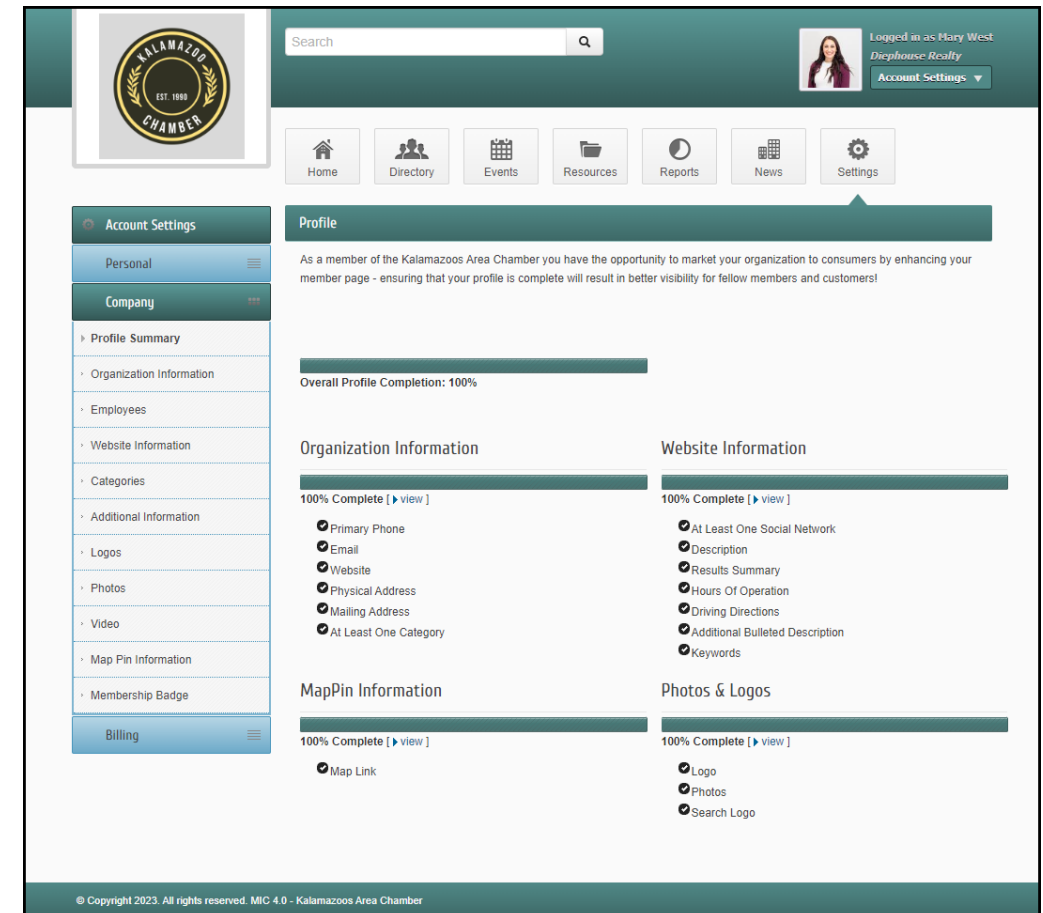 KALAMAZOO
EST. 1990
CHAMBER
Search
Logged in as Mary West
Diephouse Realty
Account Settings
Home
Directory
Events
Resources
Reports
News
Settings
Account Settings
Personal
Company
Profile Summary
Organization Information
Employees
Website Information
Categories
Additional Information
Logos
Photos
Video
Map Pin Information
Membership Badge
Billing
Profile
As a member of the Kalamazoos Area Chamber you have the opportunity to market your organization to consumers by enhancing your
member page - ensuring that your profile is complete will result in better visibility for fellow members and customers!
Overall Profile Completion: 100%
Organization Information
100% Complete [ view ]
Primary Phone
Email
Website
Physical Address
Mailing Address
At Least One Category
Website Information
100% Complete [ view ]
At Least One Social Network
Description
Results Summary
Hours Of Operation
Driving Directions
Additional Bulleted Description
Keywords
MapPin Information
100% Complete [ view ]
Map Link
Photos & Logos
100% Complete [ view ]
Logo
Photos
Search Logo
© Copyright 2023. All rights reserved. MIC 4.0 - Kalamazoos Area Chamber